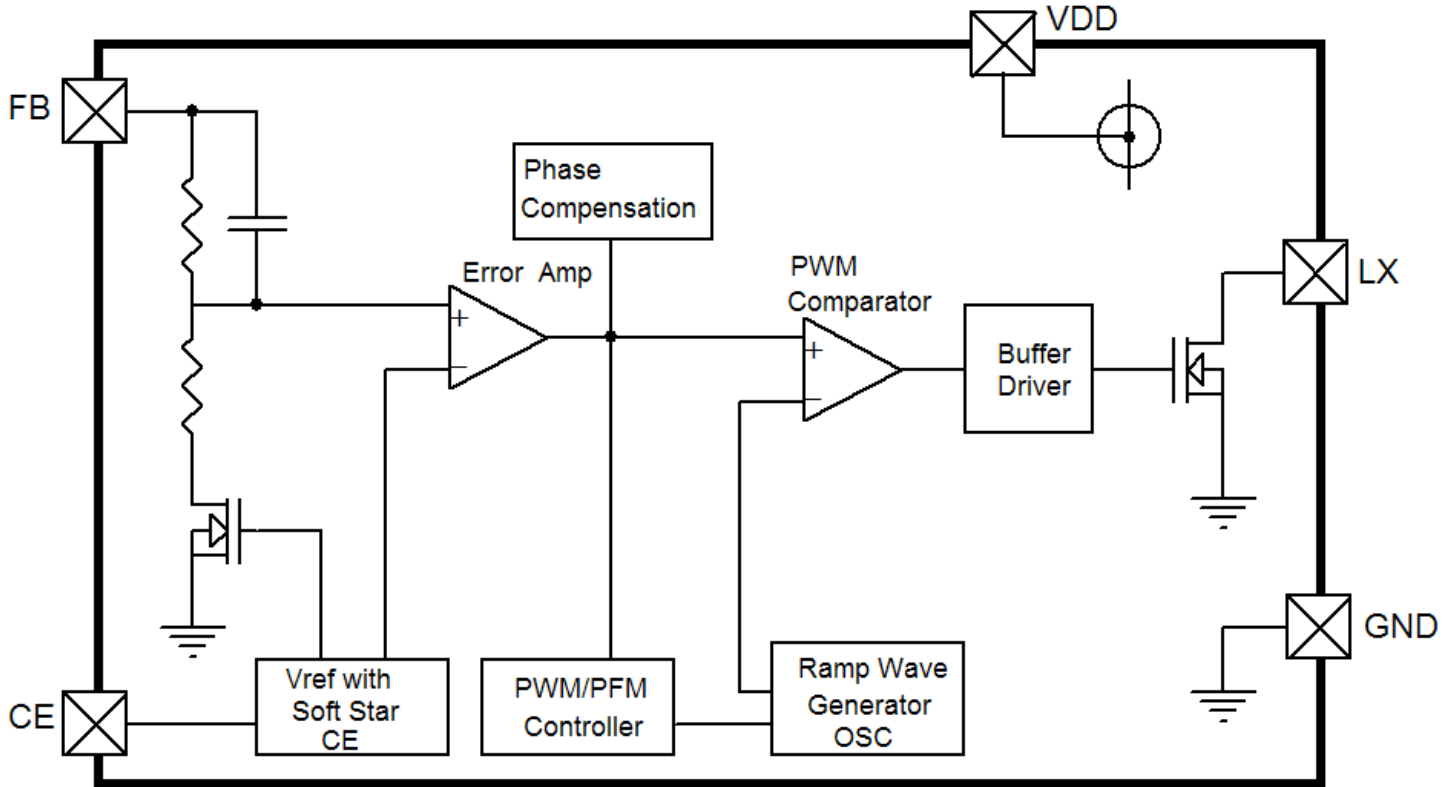 VDD
FB
Phase
Compensation
Error Amp
PWM
Comparator
LX
+
−
+
−
Buffer
Driver
GND
Vref with
Soft Star
CE
PWM/PFM
Controller
Ramp Wave
Generator
OSC
CE